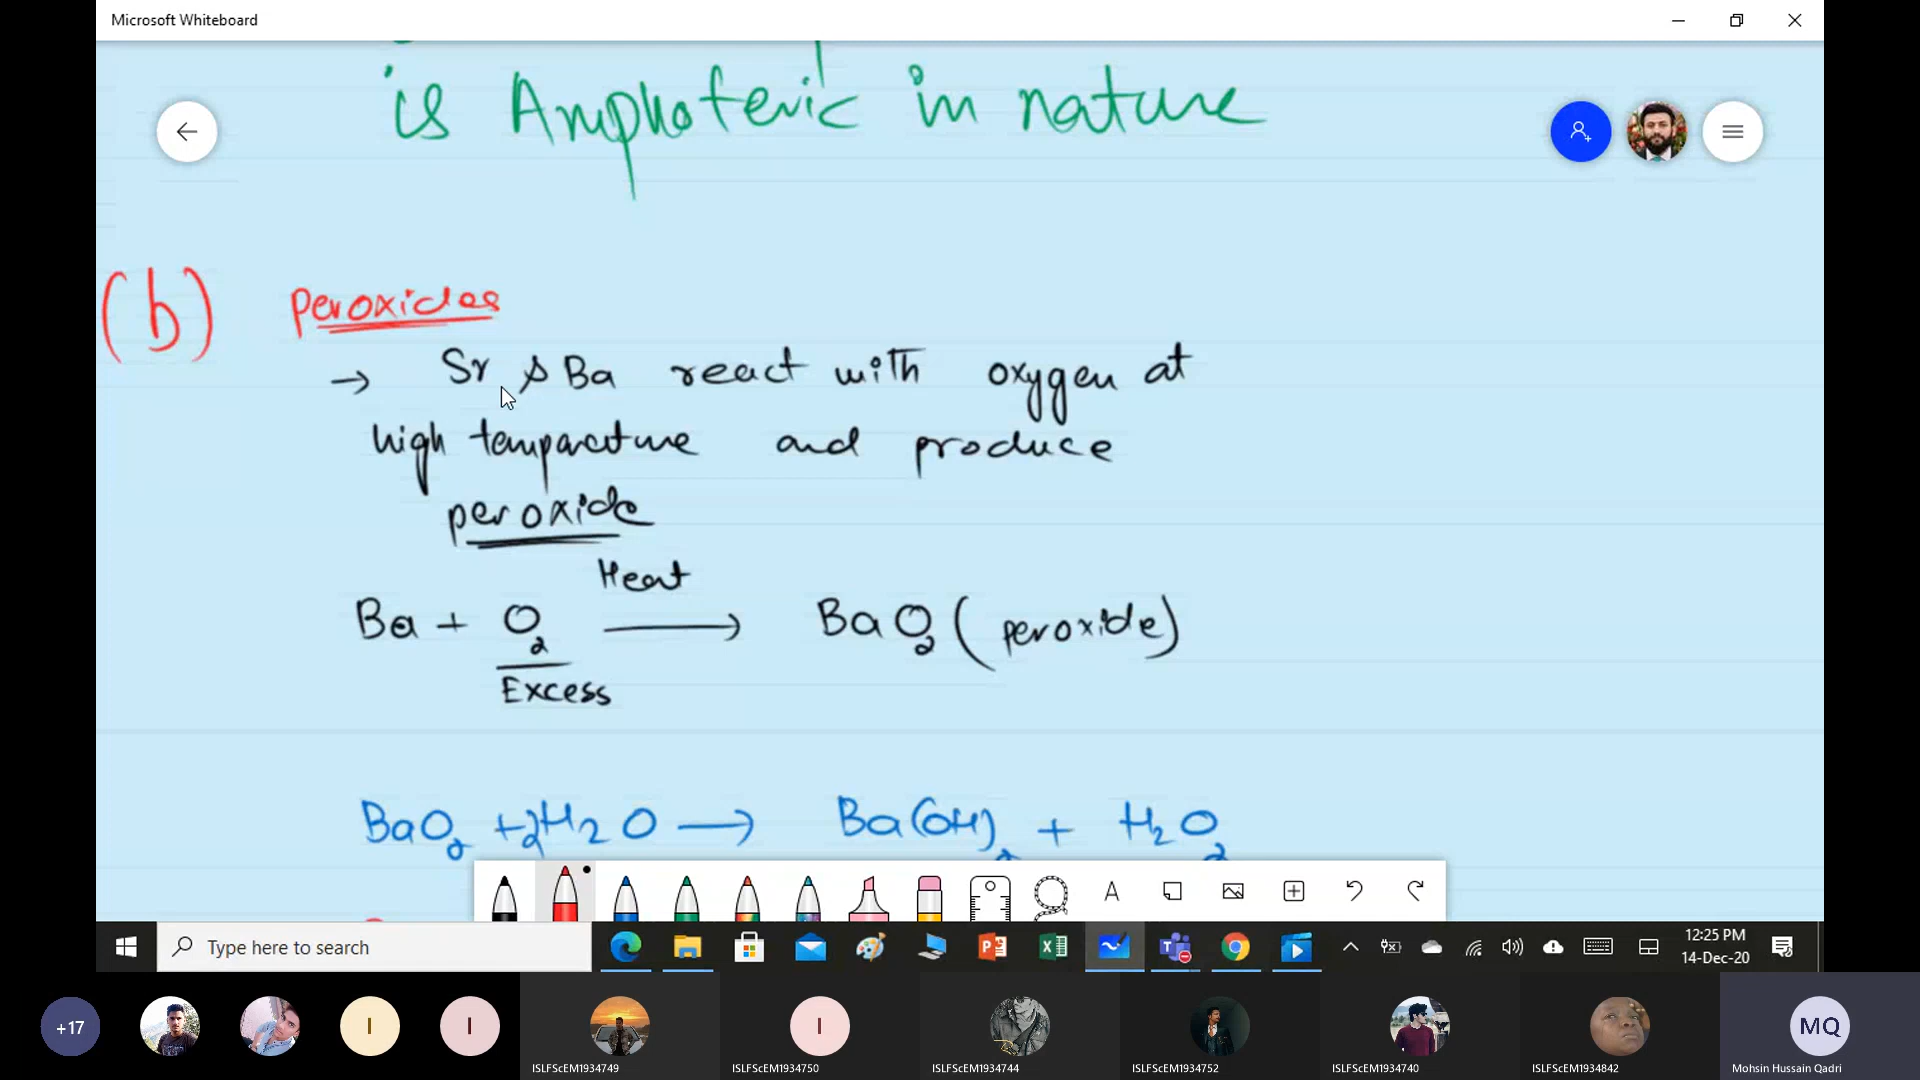 Microsoft Whiteboard
is Amphoteric in nature
(b) Peroxides
→ Sr & Ba react with oxygen at
high temparature and produce
peroxide
Heat
Ba + O2 ⟶ BaO2 (peroxide)
Excess
BaO2 + 2H2O ⟶ Ba(OH)2 + H2O2
A
Type here to search
12:25 PM
14-Dec-20
+17
I
I
I
MQ
ISLFScEM1934749
ISLFScEM1934750
ISLFScEM1934744
ISLFScEM1934752
ISLFScEM1934740
ISLFScEM1934842
Mohsin Hussain Qadri